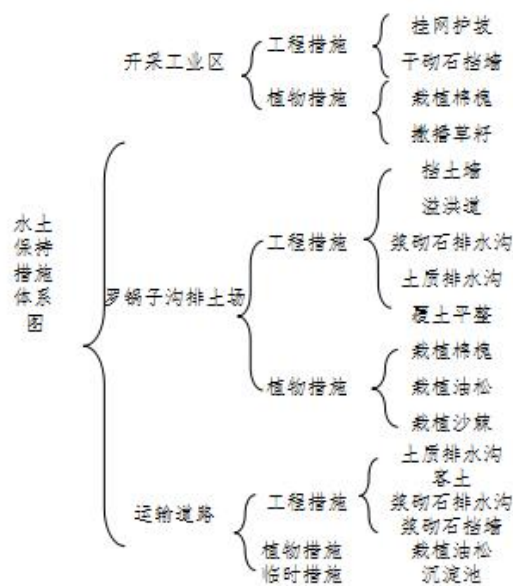 水土
保持
措施
体系
图
开采工业区
工程措施
挂网护坡
干砌石挡墙
植物措施
栽植棉槐
撒播草籽
罗锅子沟排土场
工程措施
挡土墙
溢洪道
浆砌石排水沟
土质排水沟
覆土平整
植物措施
栽植棉槐
栽植油松
栽植沙棘
运输道路
工程措施
土质排水沟
客土
浆砌石排水沟
浆砌石挡墙
植物措施
栽植油松
临时措施
沉淀池